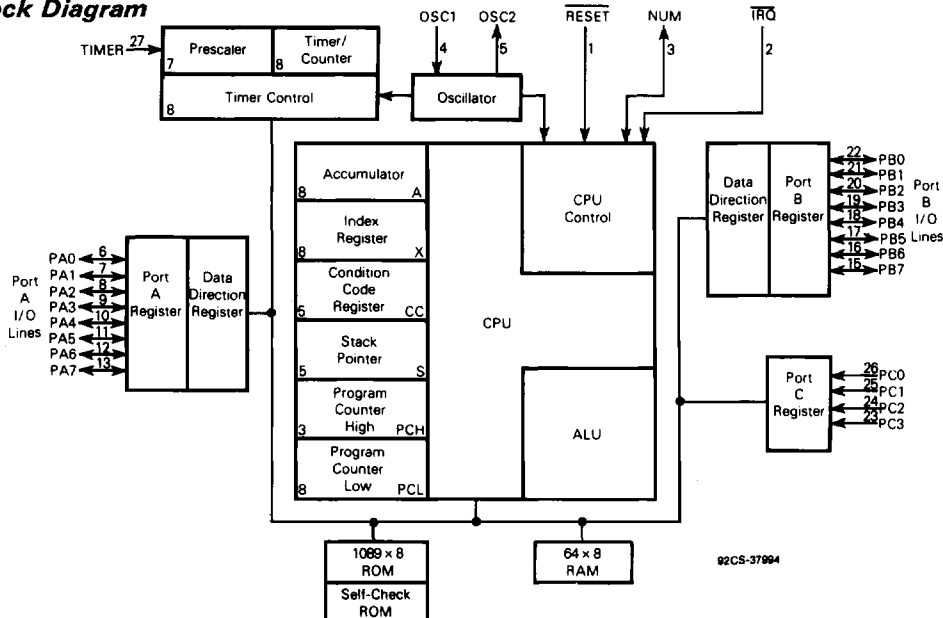 ck Diagram
OSC1 OSC2 RESET NUM IRQ
TIMER 27
4 5 1 3 2
Prescaler
7
Timer/
Counter
8
Timer Control
8
Oscillator
Accumulator
8 A
Index
Register
8 X
Condition
Code
Register
5 CC
Stack
Pointer
5 S
Program
Counter
High
3 PCH
Program
Counter
Low
8 PCL
CPU
CPU
Control
ALU
Port
A
I/O
Lines
PA0 6
PA1 7
PA2 8
PA3 9
PA4 10
PA5 11
PA6 12
PA7 13
Port
A
Register
Data
Direction
Register
Data
Direction
Register
Port
B
Register
22 PB0
21 PB1
20 PB2
19 PB3
18 PB4
17 PB5
16 PB6
15 PB7
Port
B
I/O
Lines
Port
C
Register
26 PC0
25 PC1
24 PC2
23 PC3
1089 x 8
ROM
Self-Check
ROM
64 x 8
RAM
92CS-37994